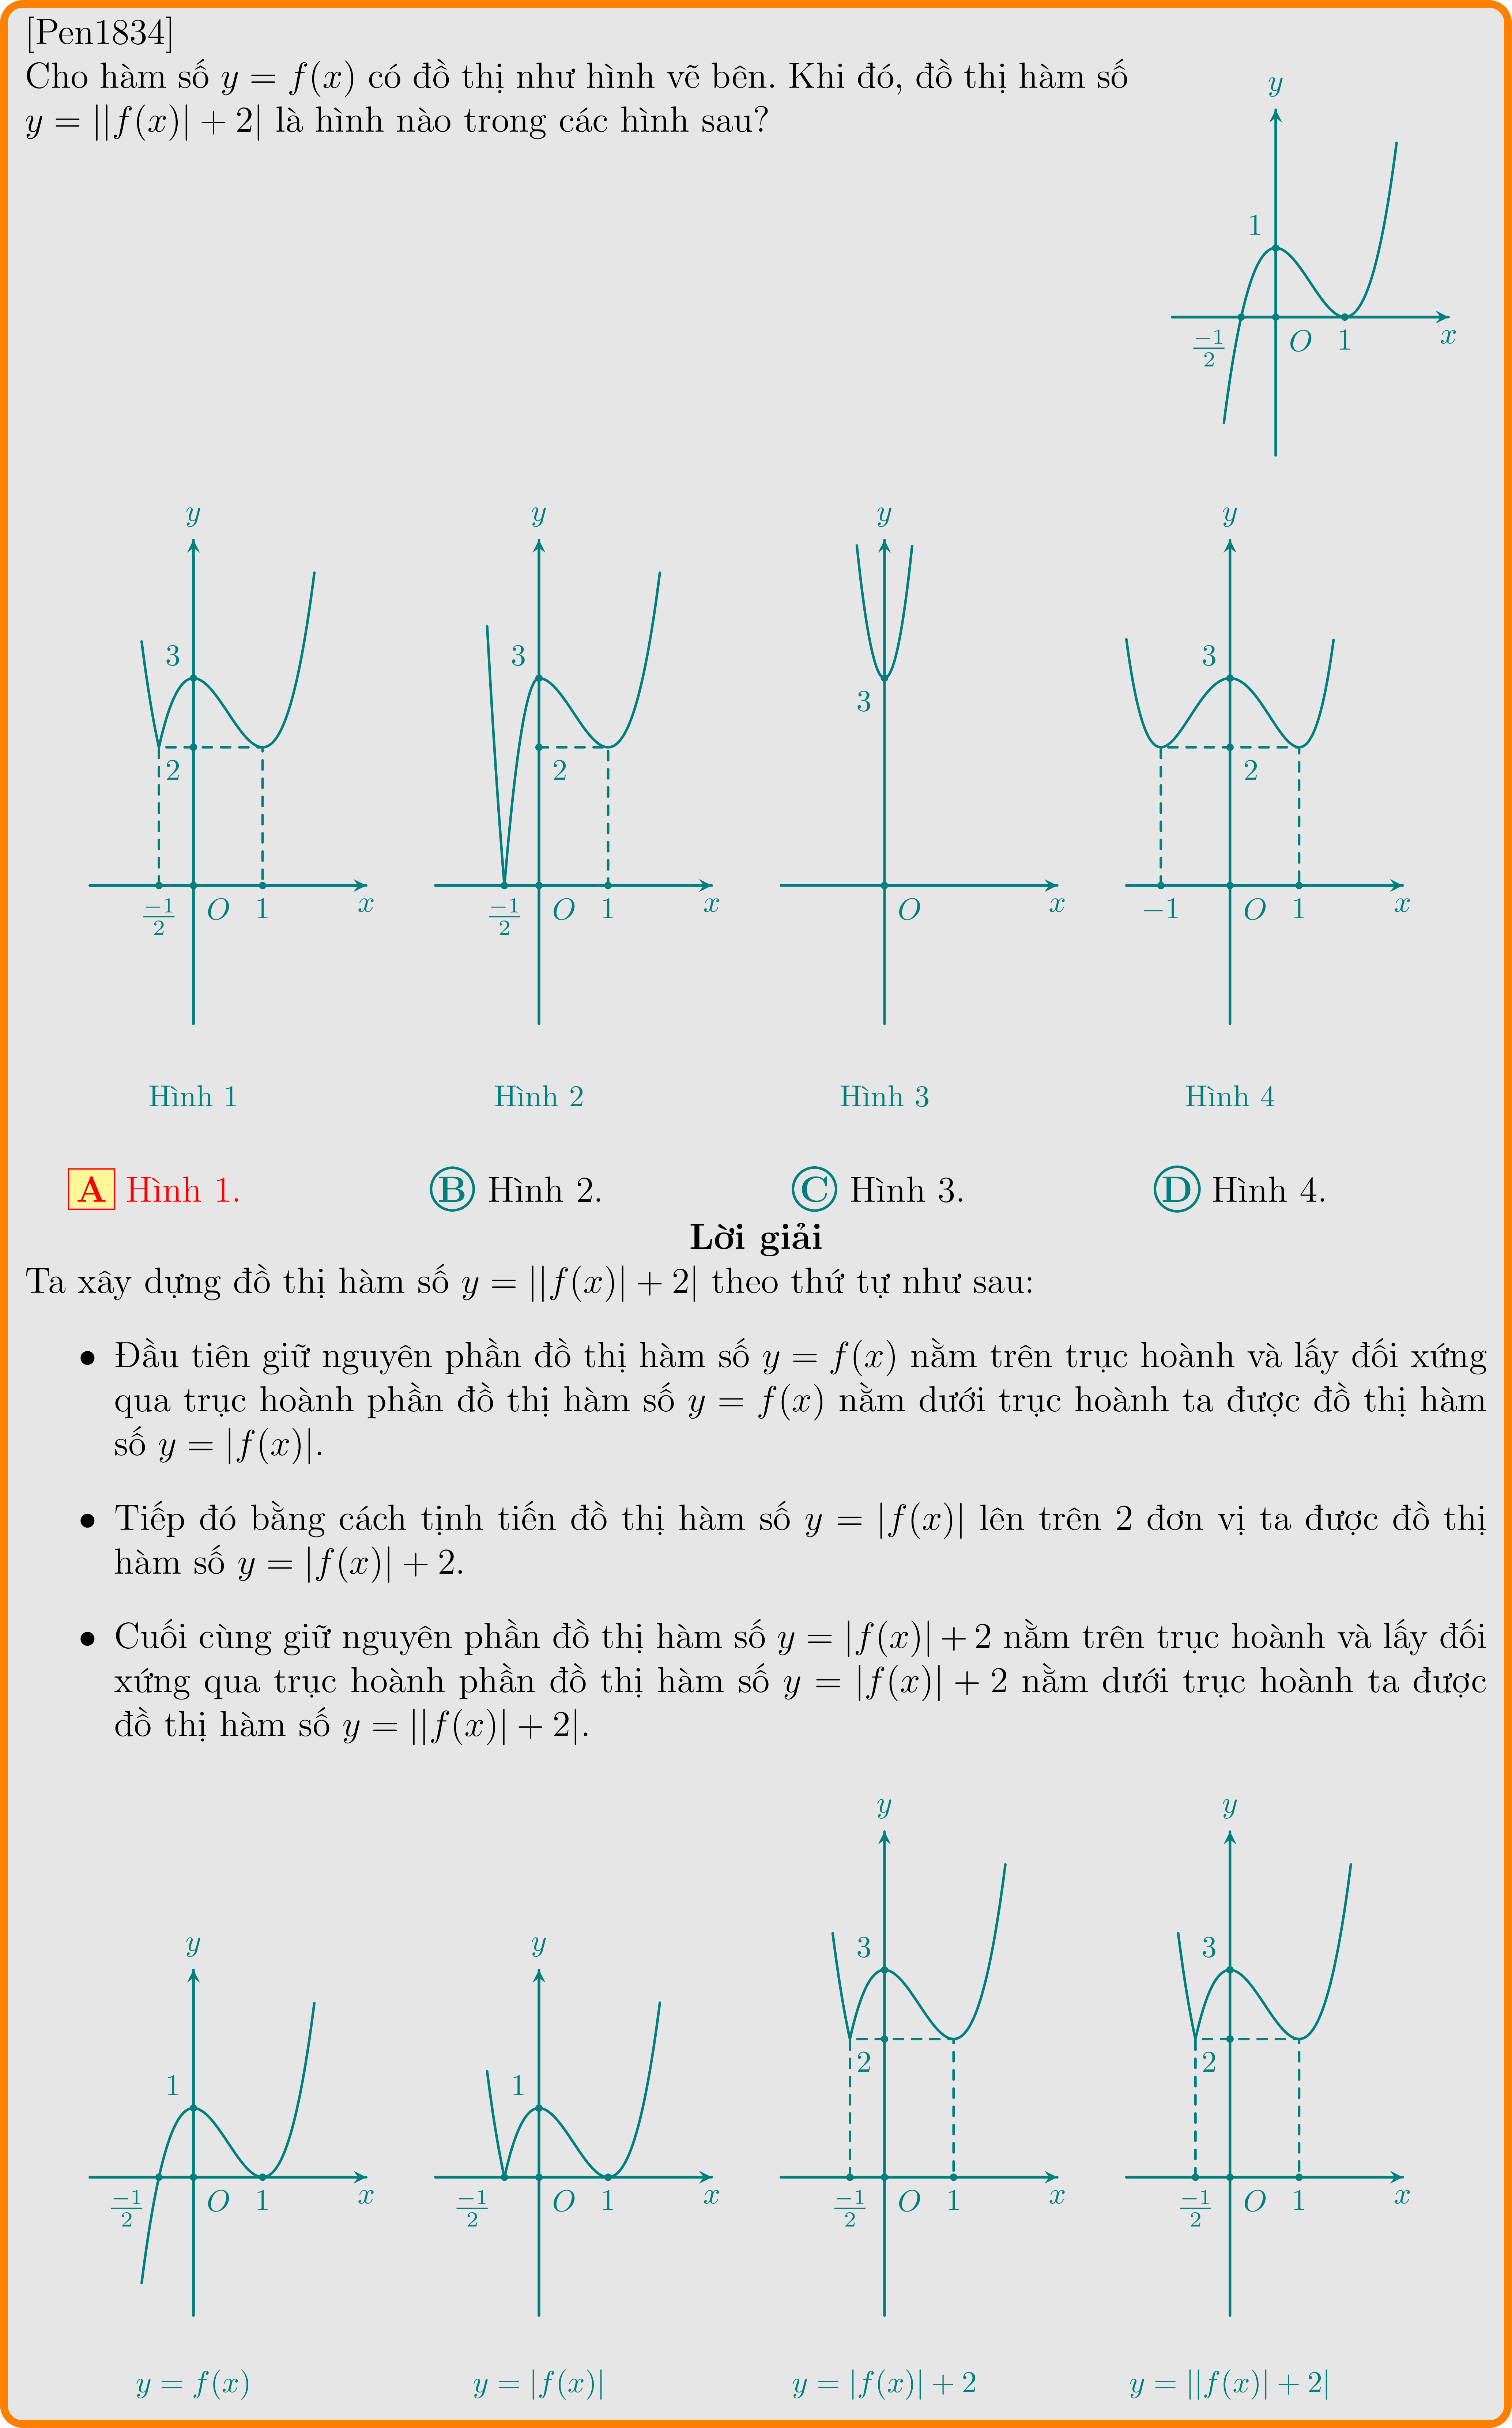 [Pen1834]
Cho hàm số y = f(x) có đồ thị như hình vẽ bên. Khi đó, đồ thị hàm số
y = ||f(x)| + 2| là hình nào trong các hình sau?
y
1
−1/2 O 1 x
y y y y
3 3 3 3
2 2 2
−1/2 O 1 x −1/2 O 1 x O x −1 O 1 x
Hình 1 Hình 2 Hình 3 Hình 4
A Hình 1. B Hình 2. C Hình 3. D Hình 4.
Lời giải
Ta xây dựng đồ thị hàm số y = ||f(x)| + 2| theo thứ tự như sau:
• Đầu tiên giữ nguyên phần đồ thị hàm số y = f(x) nằm trên trục hoành và lấy đối xứng
qua trục hoành phần đồ thị hàm số y = f(x) nằm dưới trục hoành ta được đồ thị hàm
số y = |f(x)|.
• Tiếp đó bằng cách tịnh tiến đồ thị hàm số y = |f(x)| lên trên 2 đơn vị ta được đồ thị
hàm số y = |f(x)| + 2.
• Cuối cùng giữ nguyên phần đồ thị hàm số y = |f(x)| + 2 nằm trên trục hoành và lấy đối
xứng qua trục hoành phần đồ thị hàm số y = |f(x)| + 2 nằm dưới trục hoành ta được
đồ thị hàm số y = ||f(x)| + 2|.
y y y y
1 1 3 3
2 2
−1/2 O 1 x −1/2 O 1 x −1/2 O 1 x −1/2 O 1 x
y = f(x) y = |f(x)| y = |f(x)| + 2 y = ||f(x)| + 2|